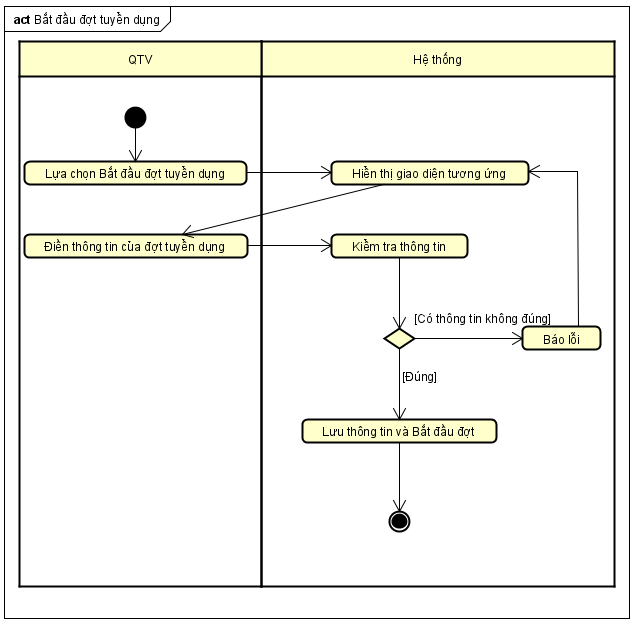 act Bắt đầu đợt tuyển dụng
QTV
Hệ thống
Lựa chọn Bắt đầu đợt tuyển dụng
Hiển thị giao diện tương ứng
Điền thông tin của đợt tuyển dụng
Kiểm tra thông tin
[Có thông tin không đúng]
Báo lỗi
[Đúng]
Lưu thông tin và Bắt đầu đợt